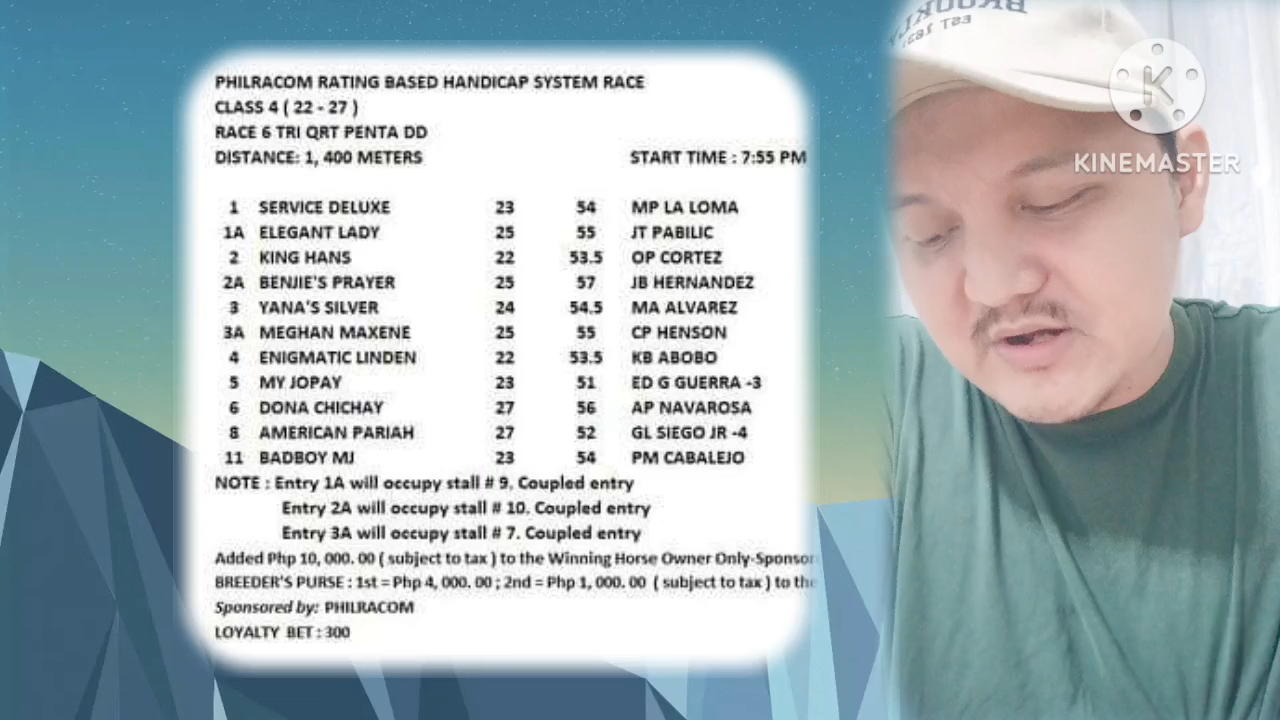 PHILRACOM RATING BASED HANDICAP SYSTEM RACE
CLASS 4 ( 22 - 27 )
RACE 6 TRI QRT PENTA DD
DISTANCE: 1, 400 METERS START TIME : 7:55 PM
1 SERVICE DELUXE 23 54 MP LA LOMA
1A ELEGANT LADY 25 55 JT PABILIC
2 KING HANS 22 53.5 OP CORTEZ
2A BENJIE'S PRAYER 25 57 JB HERNANDEZ
3 YANA'S SILVER 24 54.5 MA ALVAREZ
3A MEGHAN MAXENE 25 55 CP HENSON
4 ENIGMATIC LINDEN 22 53.5 KB ABOBO
5 MY JOPAY 23 51 ED G GUERRA -3
6 DONA CHICHAY 27 56 AP NAVAROSA
8 AMERICAN PARIAH 27 52 GL SIEGO JR -4
11 BADBOY MJ 23 54 PM CABALEJO
NOTE : Entry 1A will occupy stall # 9. Coupled entry
Entry 2A will occupy stall # 10. Coupled entry
Entry 3A will occupy stall # 7. Coupled entry
Added Php 10, 000. 00 ( subject to tax ) to the Winning Horse Owner Only-Sponsor
BREEDER'S PURSE : 1st = Php 4, 000. 00 ; 2nd = Php 1, 000. 00 ( subject to tax ) to the
Sponsored by: PHILRACOM
LOYALTY BET : 300
BROOKLY
EST 163
K
KINEMASTER